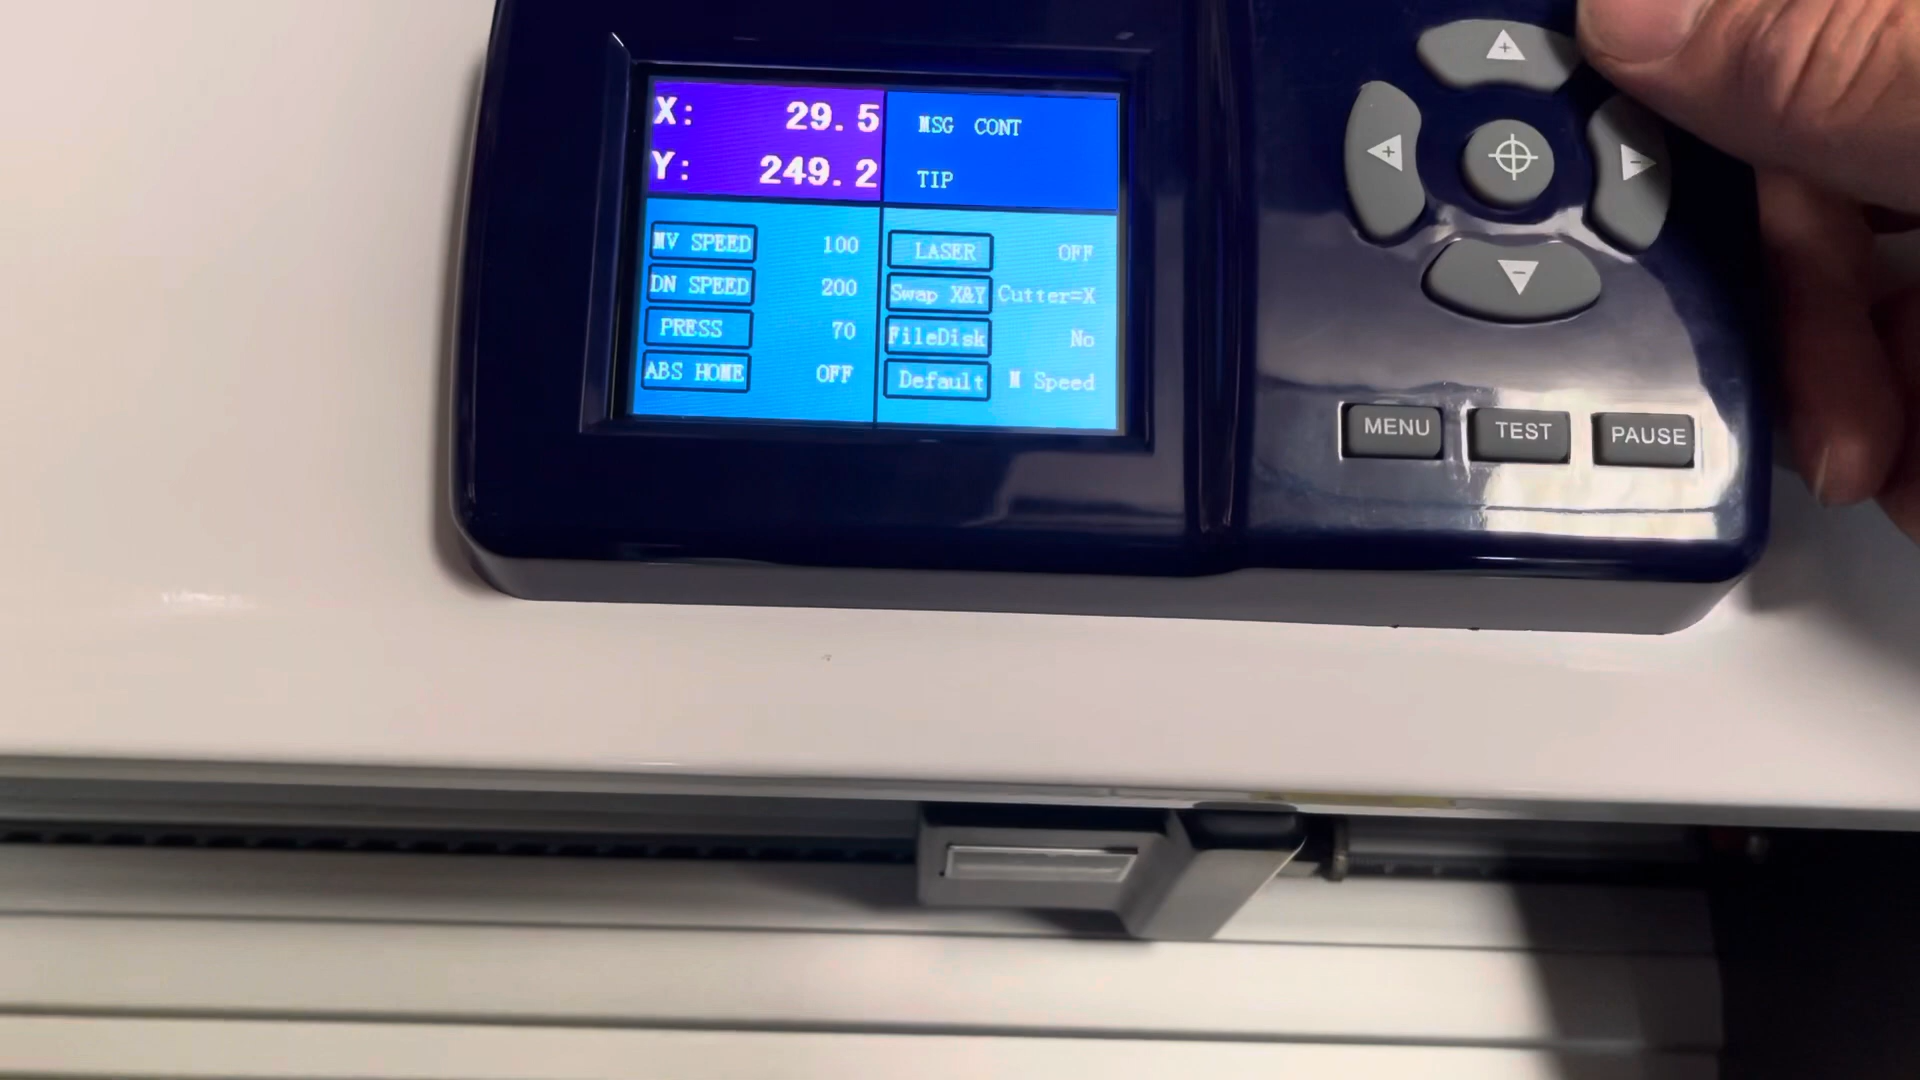 X: 29.5
Y: 249.2
MSG CONT
TIP
MV SPEED 100
DN SPEED 200
PRESS 70
ABS HOME OFF
LASER OFF
Swap X&Y Cutter=X
FileDisk No
Default M Speed
+
+
-
-
MENU
TEST
PAUSE